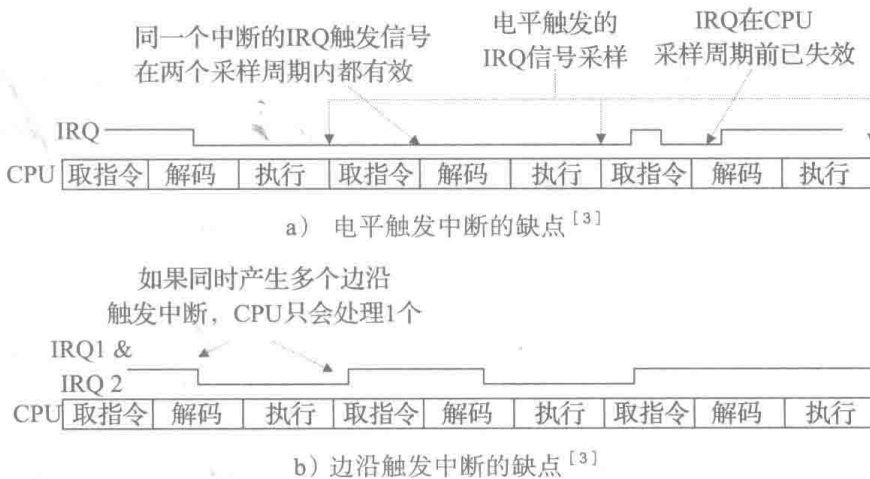 同一个中断的IRQ触发信号
在两个采样周期内都有效
电平触发的
IRQ信号采样
IRQ在CPU
采样周期前已失效
IRQ
CPU 取指令 解码 执行 取指令 解码 执行 取指令 解码 执行
a） 电平触发中断的缺点[3]
如果同时产生多个边沿
触发中断，CPU只会处理1个
IRQ1 &
IRQ 2
CPU 取指令 解码 执行 取指令 解码 执行 取指令 解码 执行
b）边沿触发中断的缺点[3]